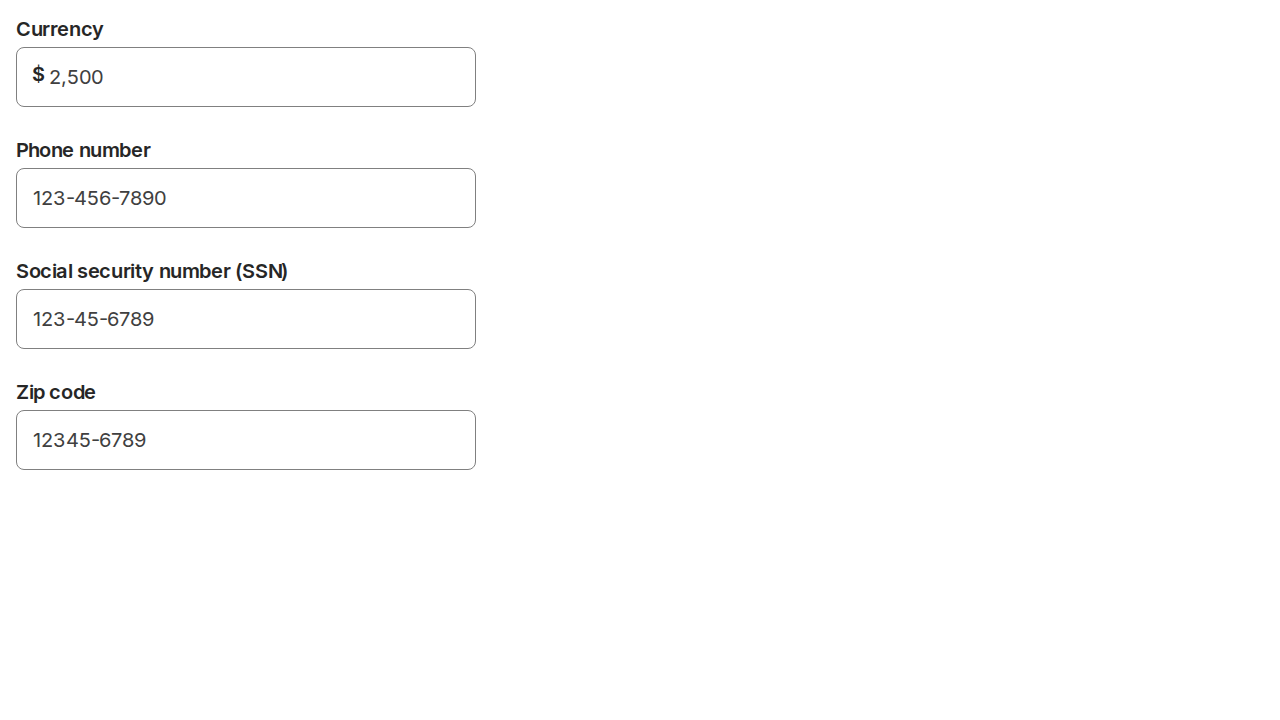 Currency
$ 2,500
Phone number
123-456-7890
Social security number (SSN)
123-45-6789
Zip code
12345-6789